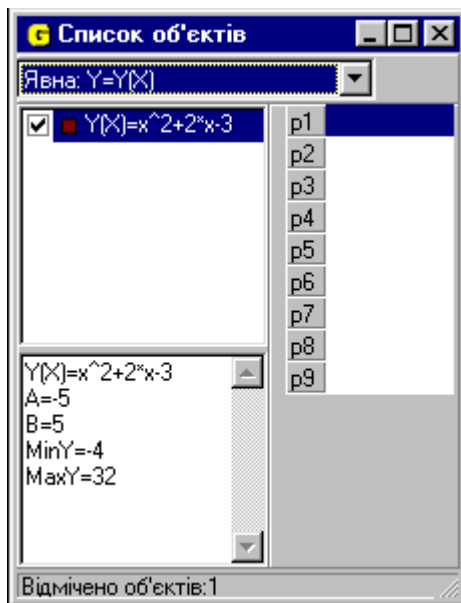 G Список об'єктів
Явна: Y=Y(X)
Y(X)=x^2+2*x-3
p1
p2
p3
p4
p5
p6
p7
p8
p9
Y(X)=x^2+2*x-3
A=-5
B=5
MinY=-4
MaxY=32
Відмічено об'єктів:1